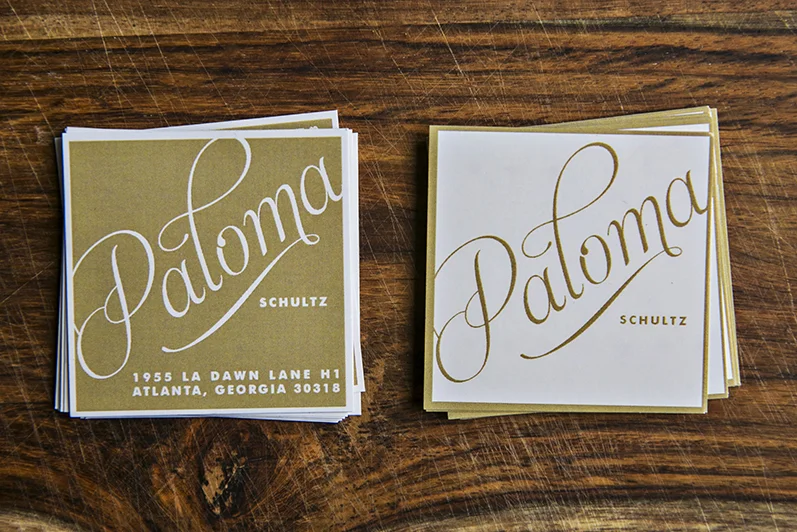 Paloma
SCHULTZ
1955 LA DAWN LANE H1
ATLANTA, GEORGIA 30318
Paloma
SCHULTZ